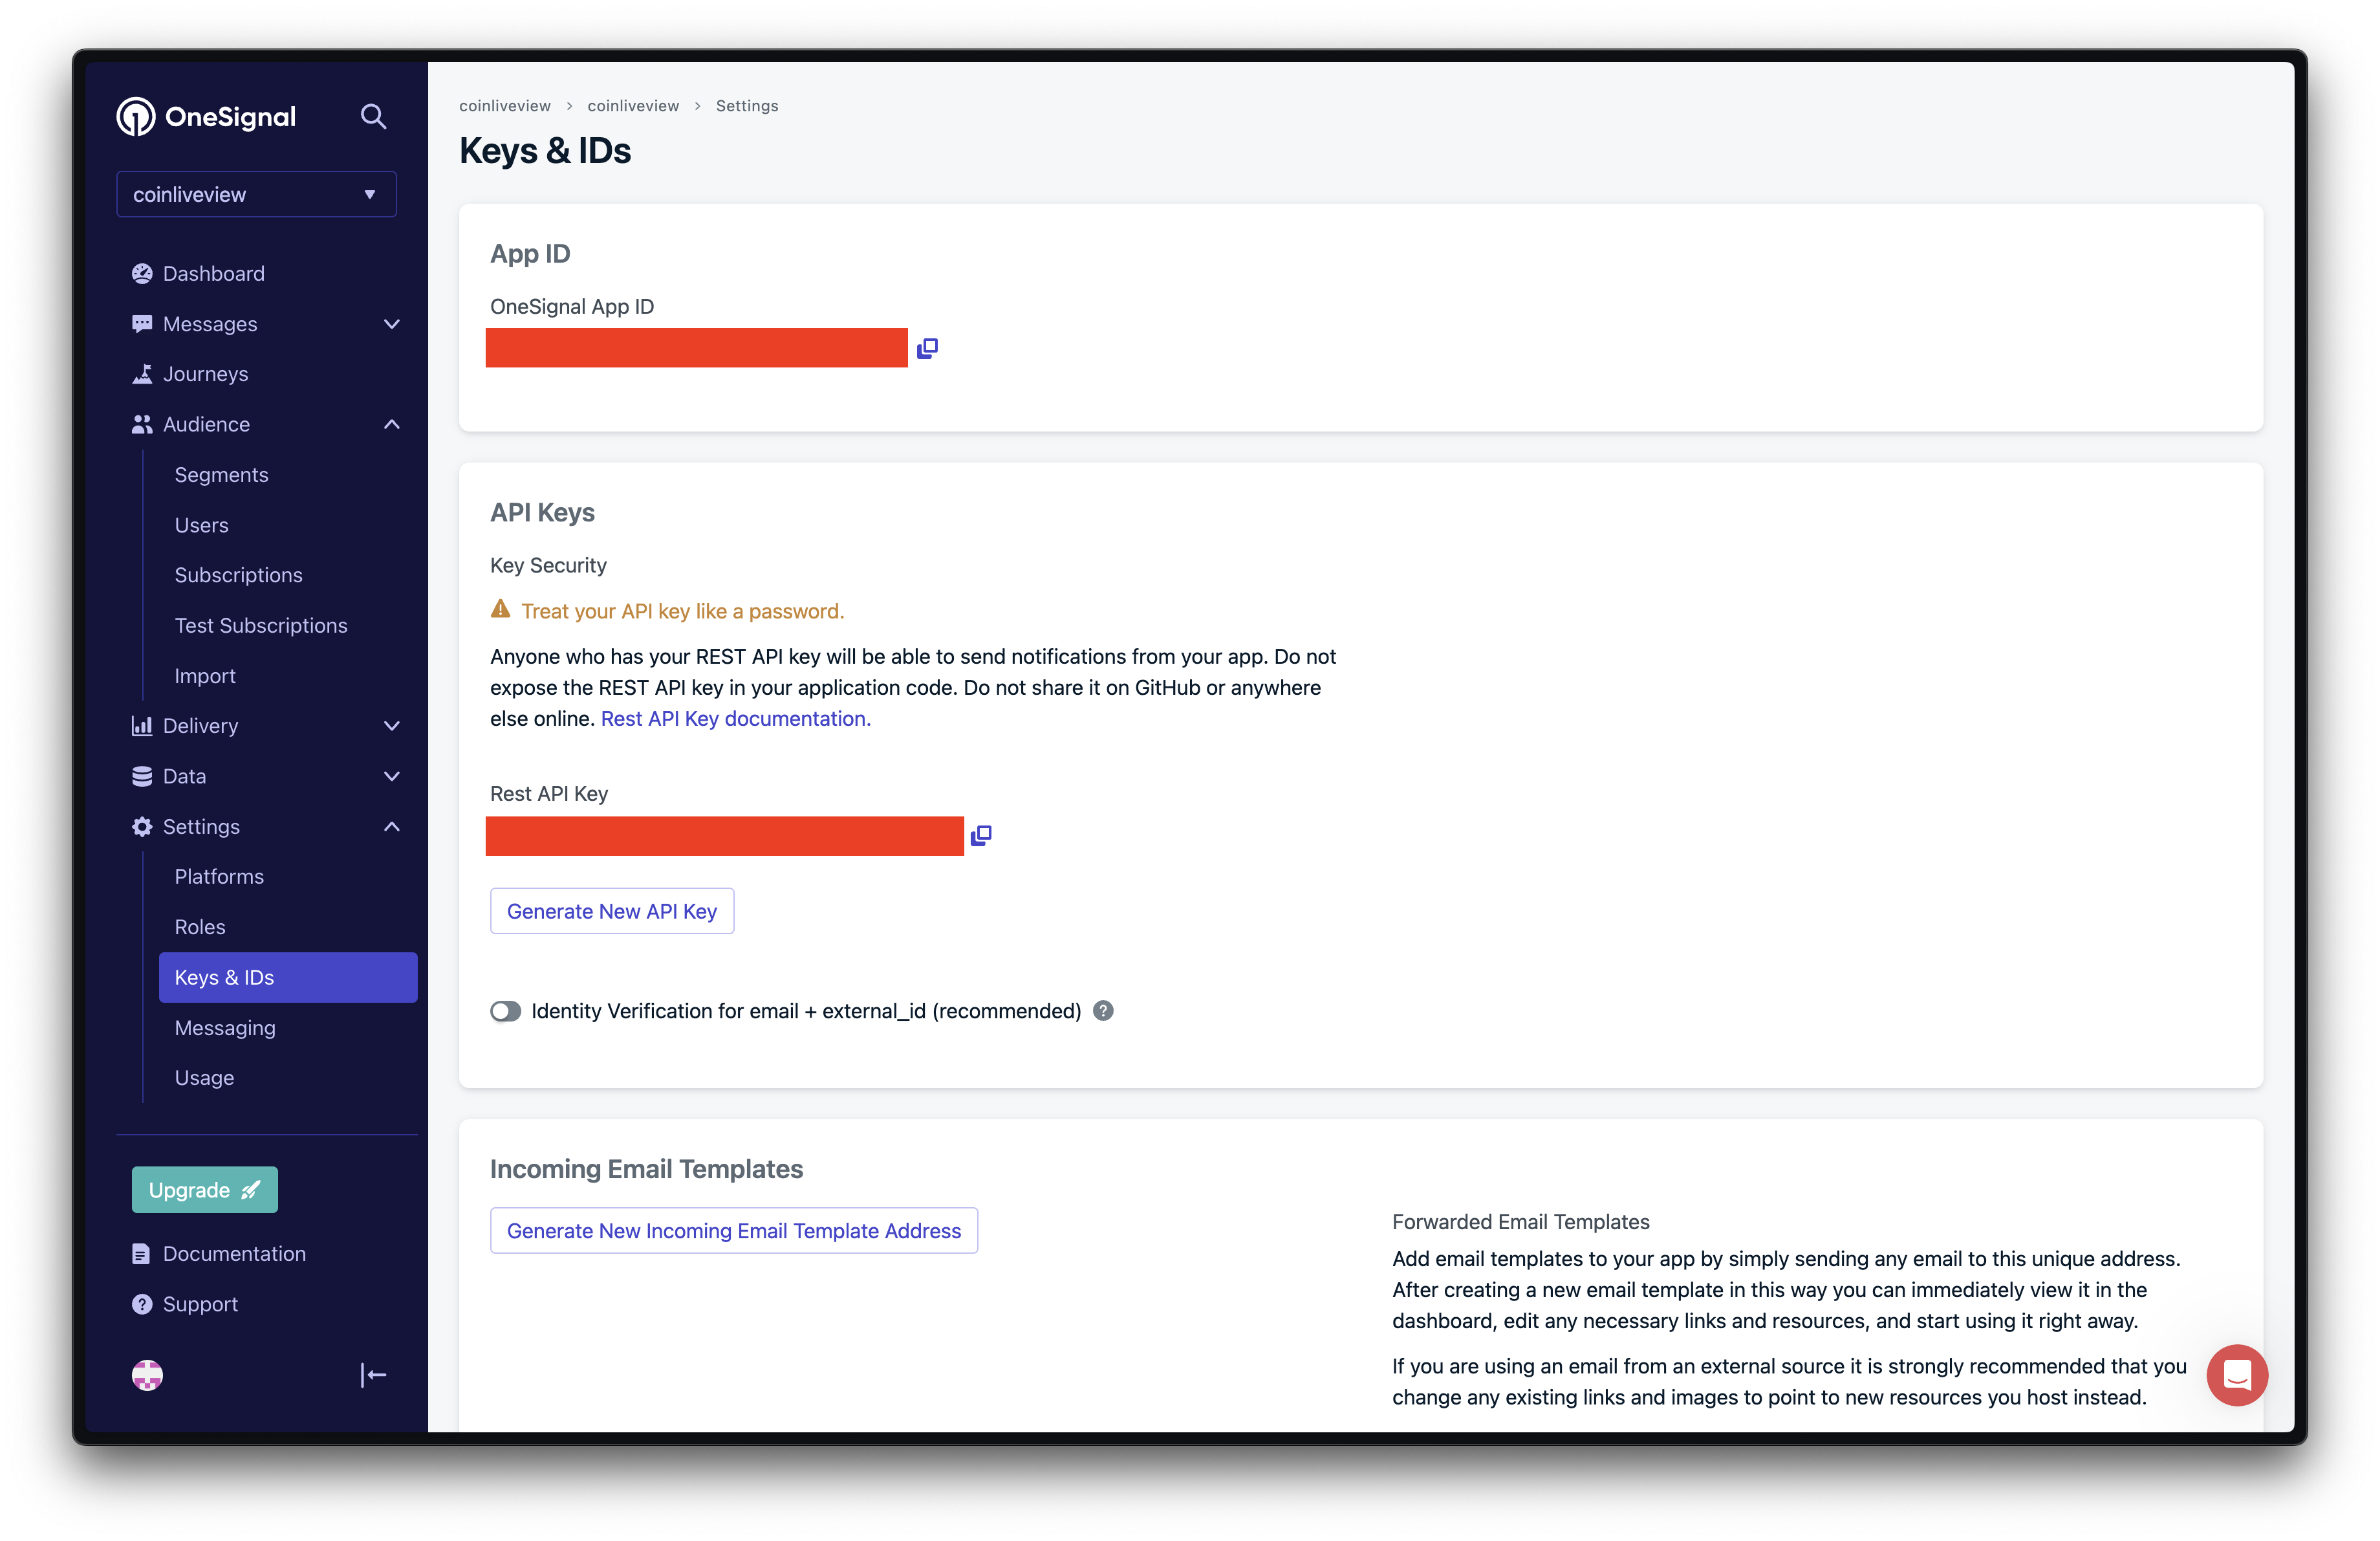 OneSignal
coinliveview
Dashboard
Messages
Journeys
Audience
Segments
Users
Subscriptions
Test Subscriptions
Import
Delivery
Data
Settings
Platforms
Roles
Keys & IDs
Messaging
Usage
Upgrade
Documentation
Support
coinliveview > coinliveview > Settings
Keys & IDs
App ID
OneSignal App ID
API Keys
Key Security
Treat your API key like a password.
Anyone who has your REST API key will be able to send notifications from your app. Do not
expose the REST API key in your application code. Do not share it on GitHub or anywhere
else online. Rest API Key documentation.
Rest API Key
Generate New API Key
Identity Verification for email + external_id (recommended) ?
Incoming Email Templates
Generate New Incoming Email Template Address
Forwarded Email Templates
Add email templates to your app by simply sending any email to this unique address.
After creating a new email template in this way you can immediately view it in the
dashboard, edit any necessary links and resources, and start using it right away.
If you are using an email from an external source it is strongly recommended that you
change any existing links and images to point to new resources you host instead.